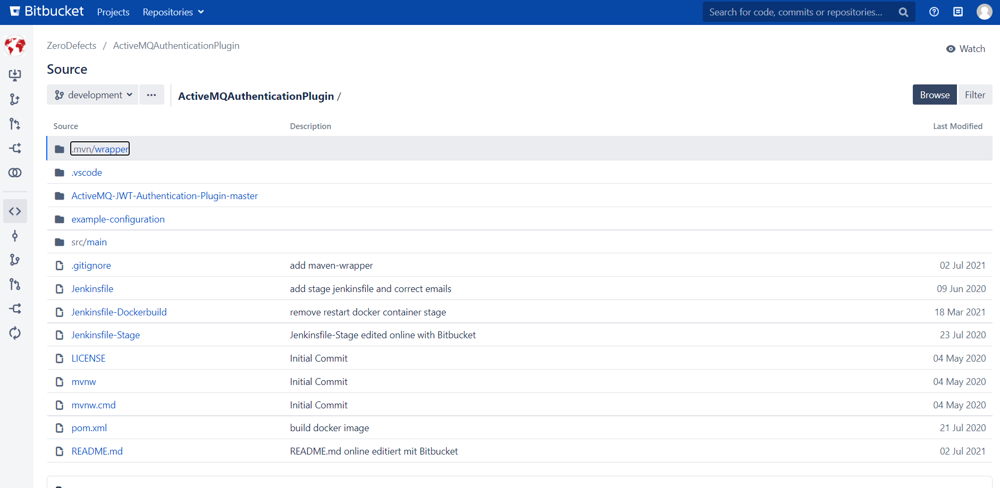 Bitbucket Projects Repositories Search for code, commits or repositories...
ZeroDefects / ActiveMQAuthenticationPlugin
Watch
Source
development ··· ActiveMQAuthenticationPlugin / Browse Filter
Source Description Last Modified
.mvn/wrapper
.vscode
ActiveMQ-JWT-Authentication-Plugin-master
example-configuration
src/main
.gitignore add maven-wrapper 02 Jul 2021
Jenkinsfile add stage jenkinsfile and correct emails 09 Jun 2020
Jenkinsfile-Dockerbuild remove restart docker container stage 18 Mar 2021
Jenkinsfile-Stage Jenkinsfile-Stage edited online with Bitbucket 23 Jul 2020
LICENSE Initial Commit 04 May 2020
mvnw Initial Commit 04 May 2020
mvnw.cmd Initial Commit 04 May 2020
pom.xml build docker image 21 Jul 2020
README.md README.md online editiert mit Bitbucket 02 Jul 2021